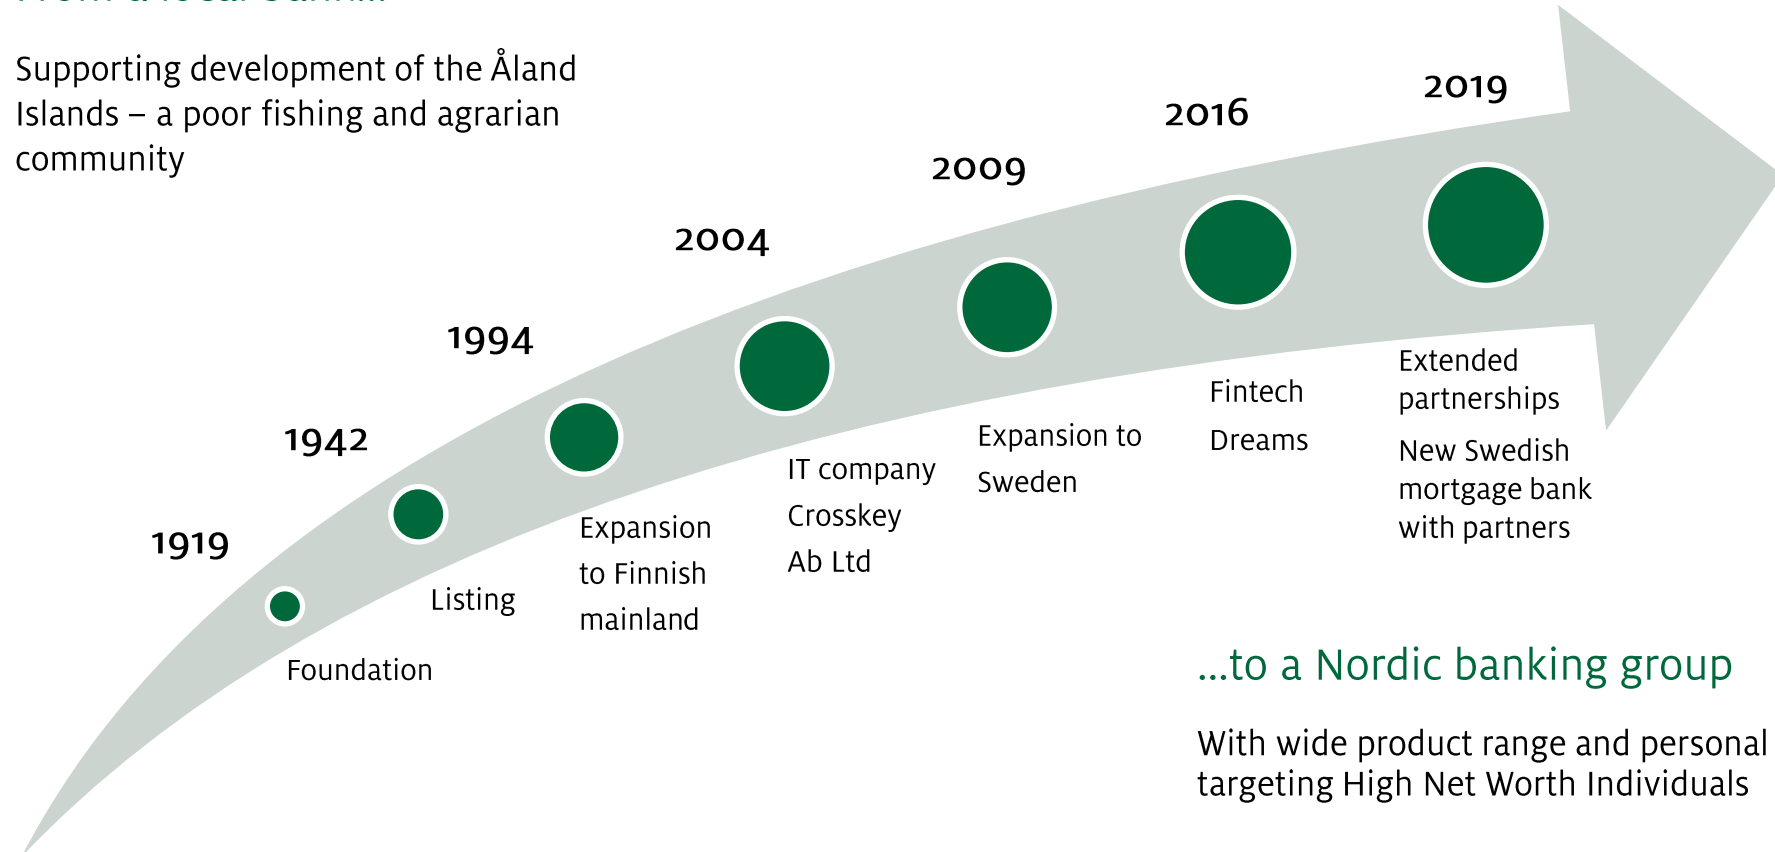 Supporting development of the Åland
Islands – a poor fishing and agrarian
community
1919
Foundation
1942
Listing
1994
Expansion
to Finnish
mainland
2004
IT company
Crosskey
Ab Ltd
2009
Expansion to
Sweden
2016
Fintech
Dreams
2019
Extended
partnerships
New Swedish
mortgage bank
with partners
...to a Nordic banking group
With wide product range and personal
targeting High Net Worth Individuals